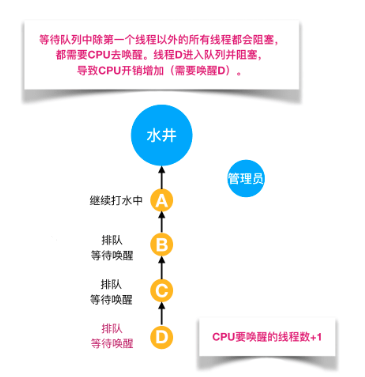 等待队列中除第一个线程以外的所有线程都会阻塞，
都需要CPU去唤醒。线程D进入队列并阻塞，
导致CPU开销增加（需要唤醒D）。
水井
管理员
继续打水中
A
排队
等待唤醒
B
排队
等待唤醒
C
排队
等待唤醒
D
CPU要唤醒的线程数+1